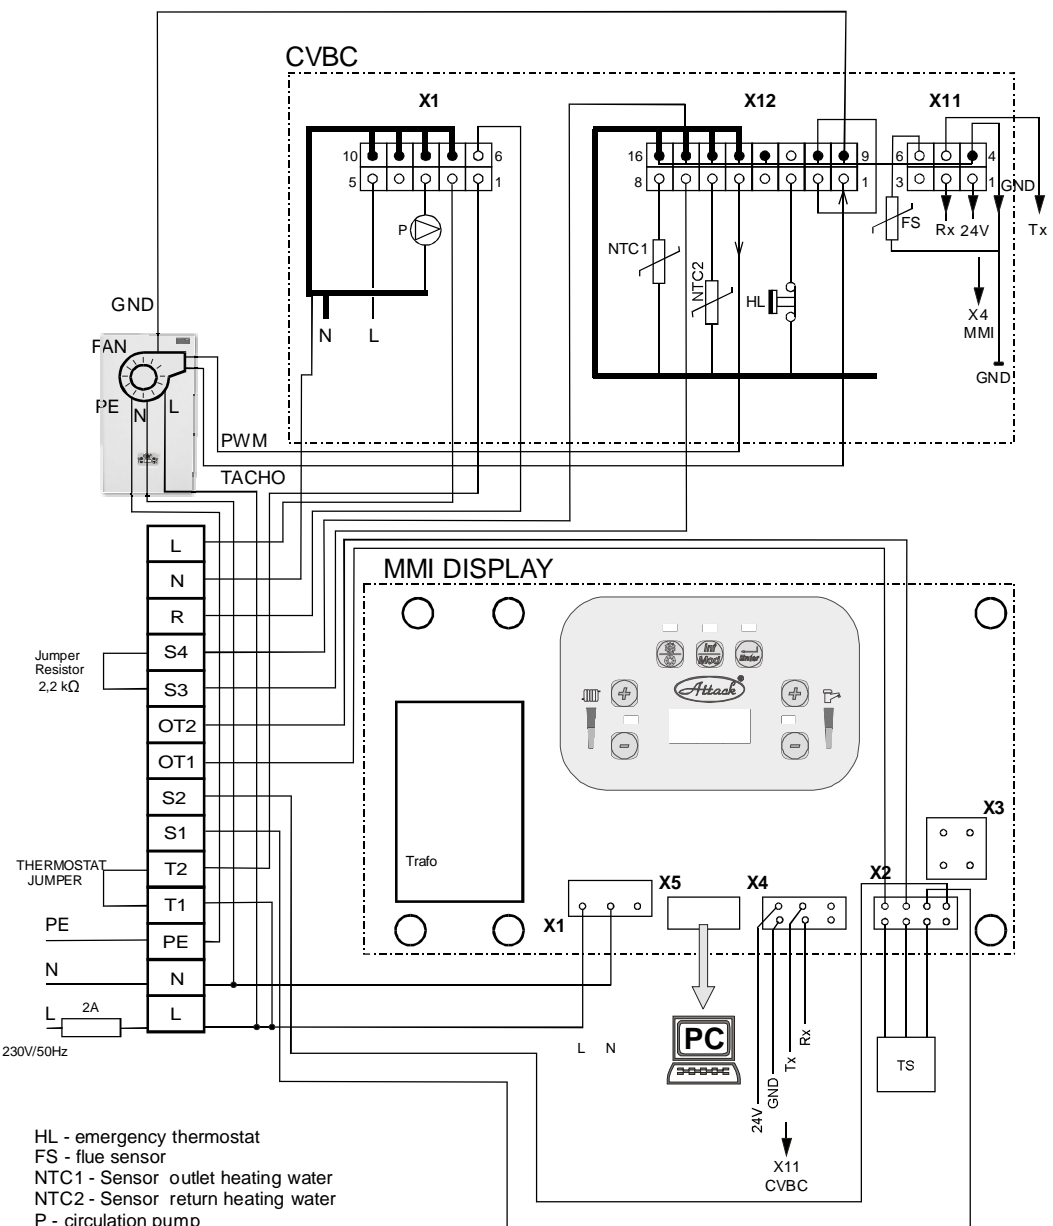 CVBC
X1
X12
X11
10
6
16
9
6
4
5
1
8
1
3
1
GND
P
FS
Rx
24V
Tx
NTC1
NTC2
HL
X4
MMI
N
L
GND
GND
FAN
PE
N
L
PWM
TACHO
L
N
R
S4
S3
OT2
OT1
S2
S1
T2
T1
PE
N
L
Jumper
Resistor
2,2 kΩ
THERMOSTAT
JUMPER
PE
N
L
2A
230V/50Hz
MMI DISPLAY
Inf
Mod
Enter
Attack
Trafo
X3
X5
X4
X2
X1
L
N
PC
24V
GND
Tx
Rx
TS
X11
CVBC
HL - emergency thermostat
FS - flue sensor
NTC1 - Sensor outlet heating water
NTC2 - Sensor return heating water
P - circulation pump